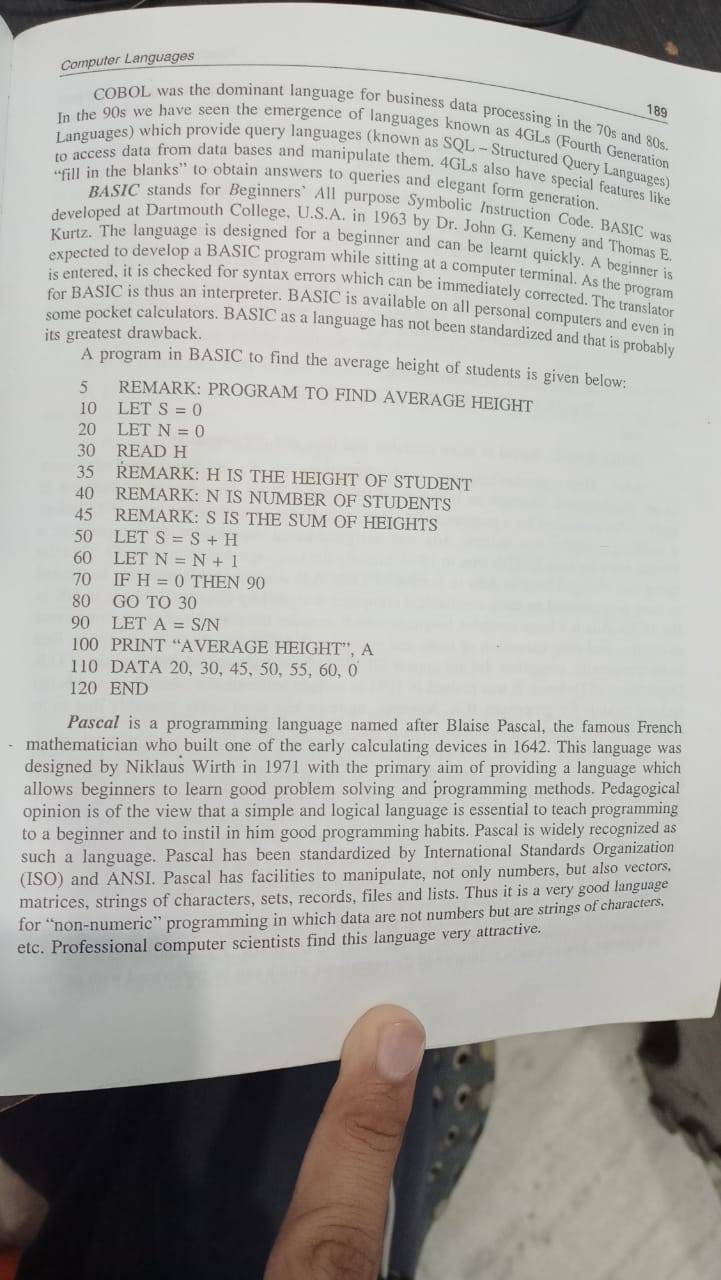 Computer Languages
189
COBOL was the dominant language for business data processing in the 70s and 80s.
In the 90s we have seen the emergence of languages known as 4GLs (Fourth Generation
Languages) which provide query languages (known as SQL – Structured Query Languages)
to access data from data bases and manipulate them. 4GLs also have special features like
“fill in the blanks” to obtain answers to queries and elegant form generation.
BASIC stands for Beginners’ All purpose Symbolic Instruction Code. BASIC was
developed at Dartmouth College, U.S.A. in 1963 by Dr. John G. Kemeny and Thomas E.
Kurtz. The language is designed for a beginner and can be learnt quickly. A beginner is
expected to develop a BASIC program while sitting at a computer terminal. As the program
is entered, it is checked for syntax errors which can be immediately corrected. The translator
for BASIC is thus an interpreter. BASIC is available on all personal computers and even in
some pocket calculators. BASIC as a language has not been standardized and that is probably
its greatest drawback.
A program in BASIC to find the average height of students is given below:
5 REMARK: PROGRAM TO FIND AVERAGE HEIGHT
10 LET S = 0
20 LET N = 0
30 READ H
35 REMARK: H IS THE HEIGHT OF STUDENT
40 REMARK: N IS NUMBER OF STUDENTS
45 REMARK: S IS THE SUM OF HEIGHTS
50 LET S = S + H
60 LET N = N + 1
70 IF H = 0 THEN 90
80 GO TO 30
90 LET A = S/N
100 PRINT “AVERAGE HEIGHT”, A
110 DATA 20, 30, 45, 50, 55, 60, 0
120 END
Pascal is a programming language named after Blaise Pascal, the famous French
mathematician who built one of the early calculating devices in 1642. This language was
designed by Niklaus Wirth in 1971 with the primary aim of providing a language which
allows beginners to learn good problem solving and programming methods. Pedagogical
opinion is of the view that a simple and logical language is essential to teach programming
to a beginner and to instil in him good programming habits. Pascal is widely recognized as
such a language. Pascal has been standardized by International Standards Organization
(ISO) and ANSI. Pascal has facilities to manipulate, not only numbers, but also vectors,
matrices, strings of characters, sets, records, files and lists. Thus it is a very good language
for “non-numeric” programming in which data are not numbers but are strings of characters,
etc. Professional computer scientists find this language very attractive.